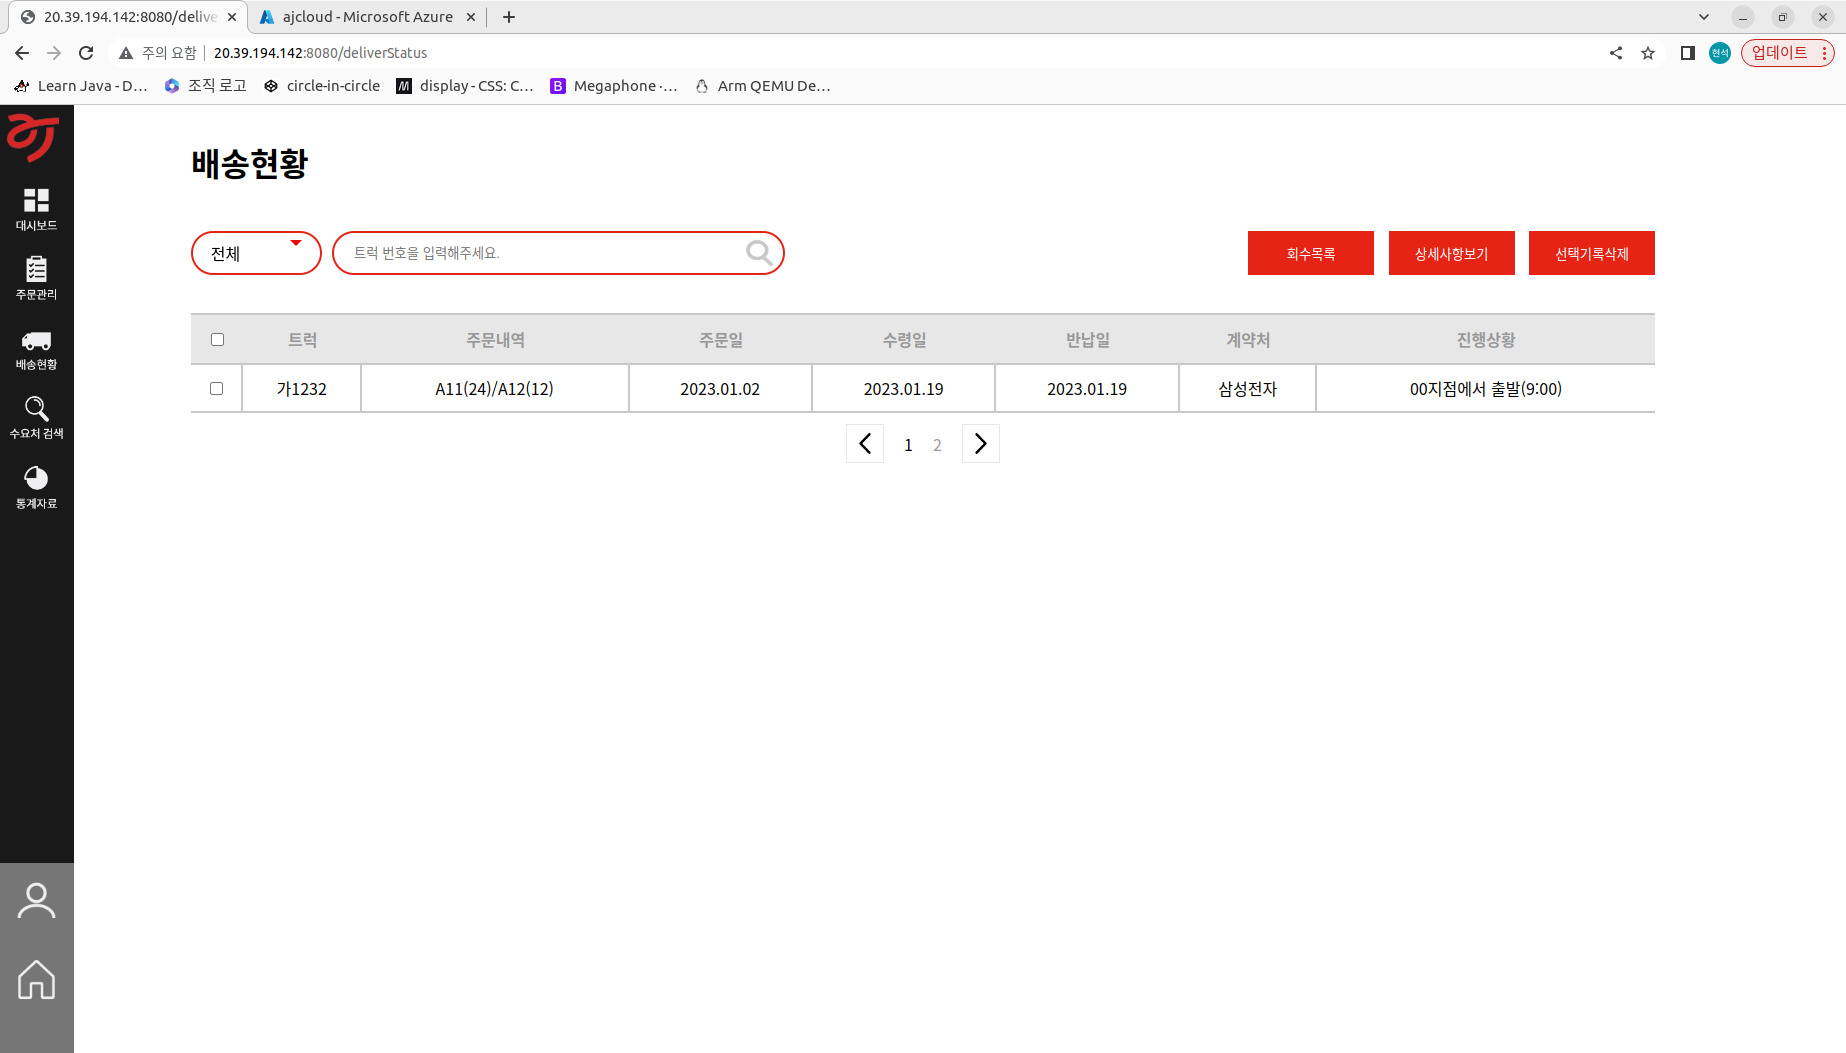 20.39.194.142:8080/delive
ajcloud - Microsoft Azure
주의 요함
20.39.194.142:8080/deliverStatus
현석
업데이트
Learn Java - D...
조직 로고
circle-in-circle
display - CSS: C...
Megaphone ·...
Arm QEMU De...
배송현황
대시보드
주문관리
배송현황
수요처 검색
통계자료
전체
트럭 번호을 입력해주세요.
회수목록
상세사항보기
선택기록삭제
트럭 주문내역 주문일 수령일 반납일 계약처 진행상황
가1232 A11(24)/A12(12) 2023.01.02 2023.01.19 2023.01.19 삼성전자 00지점에서 출발(9:00)
1 2